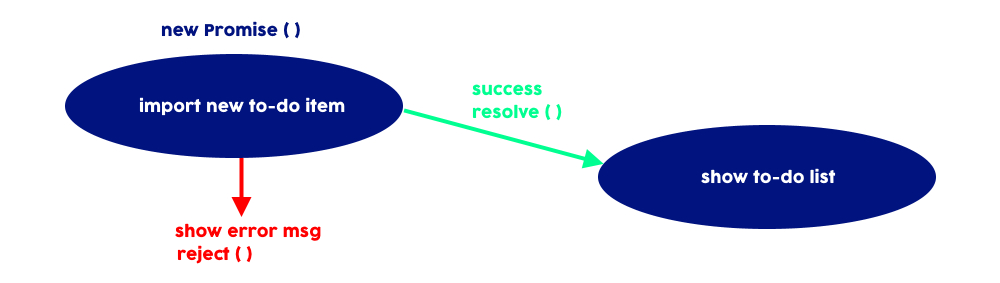 new Promise ( )
import new to-do item
success
resolve ( )
show to-do list
show error msg
reject ( )